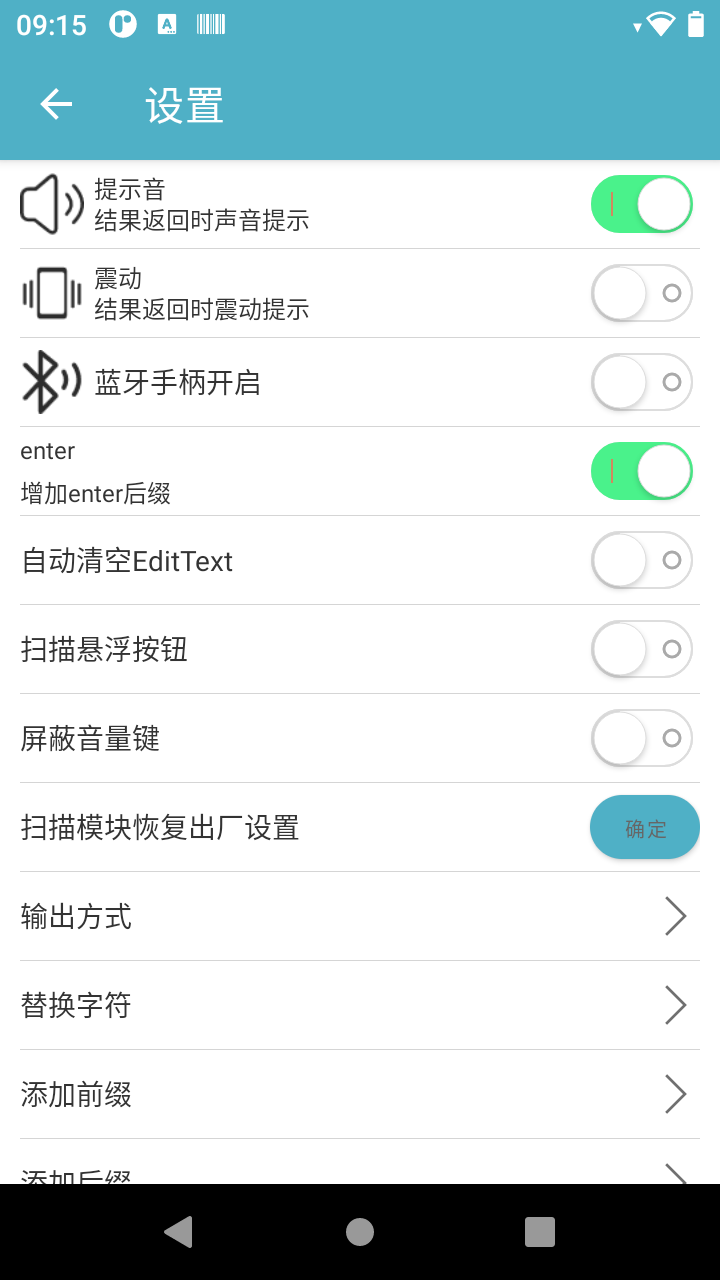 09:15
设置
提示音
结果返回时声音提示
震动
结果返回时震动提示
蓝牙手柄开启
enter
增加enter后缀
自动清空EditText
扫描悬浮按钮
屏蔽音量键
扫描模块恢复出厂设置
确定
输出方式
替换字符
添加前缀
添加后缀